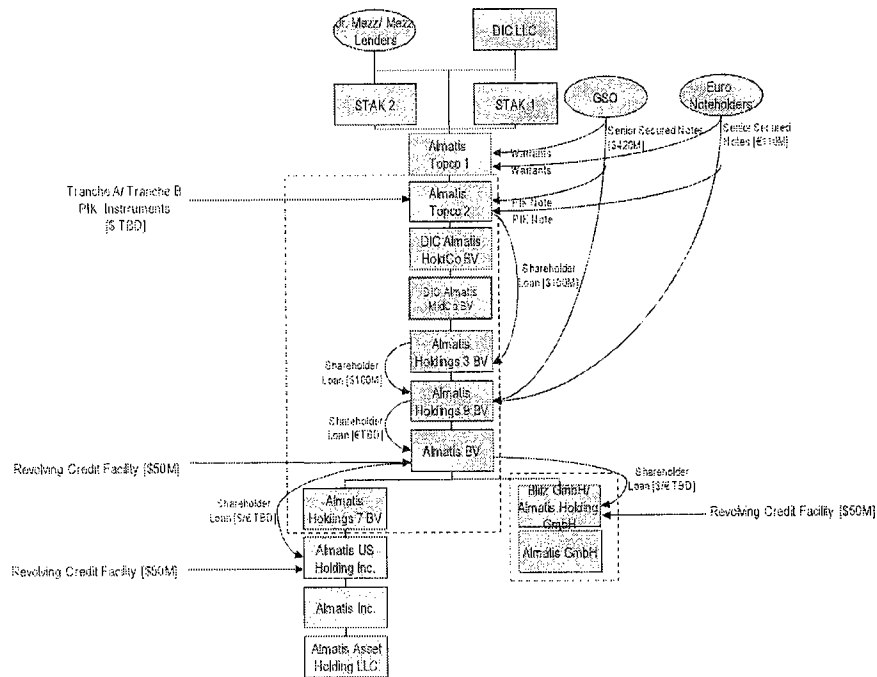 Jr. Mezz/ Mezz
Lenders
DIC LLC
STAK 2
STAK 1
GSO
Euro
Noteholders
Senior Secured Notes
[$420M]
Senior Secured
Notes [€110M]
Almatis
Topco 1
Warrants
Warrants
Tranche A/ Tranche B
PIK Instruments
[$ TBD]
Almatis
Topco 2
PIK Note
PIK Note
DIC Almatis
HoldCo BV
Shareholder
Loan [$100M]
DIC Almatis
MidCo BV
Almatis
Holdings 3 BV
Shareholder
Loan [$100M]
Almatis
Holdings 9 BV
Shareholder
Loan [€TBD]
Almatis BV
Revolving Credit Facility [$50M]
Shareholder
Loan [$/€ TBD]
Shareholder
Loan [$/€ TBD]
Almatis
Holdings 7 BV
Blitz GmbH/
Almatis Holding
GmbH
Revolving Credit Facility [$50M]
Almatis US
Holding Inc.
Almatis GmbH
Revolving Credit Facility [$50M]
Almatis Inc.
Almatis Asset
Holding LLC